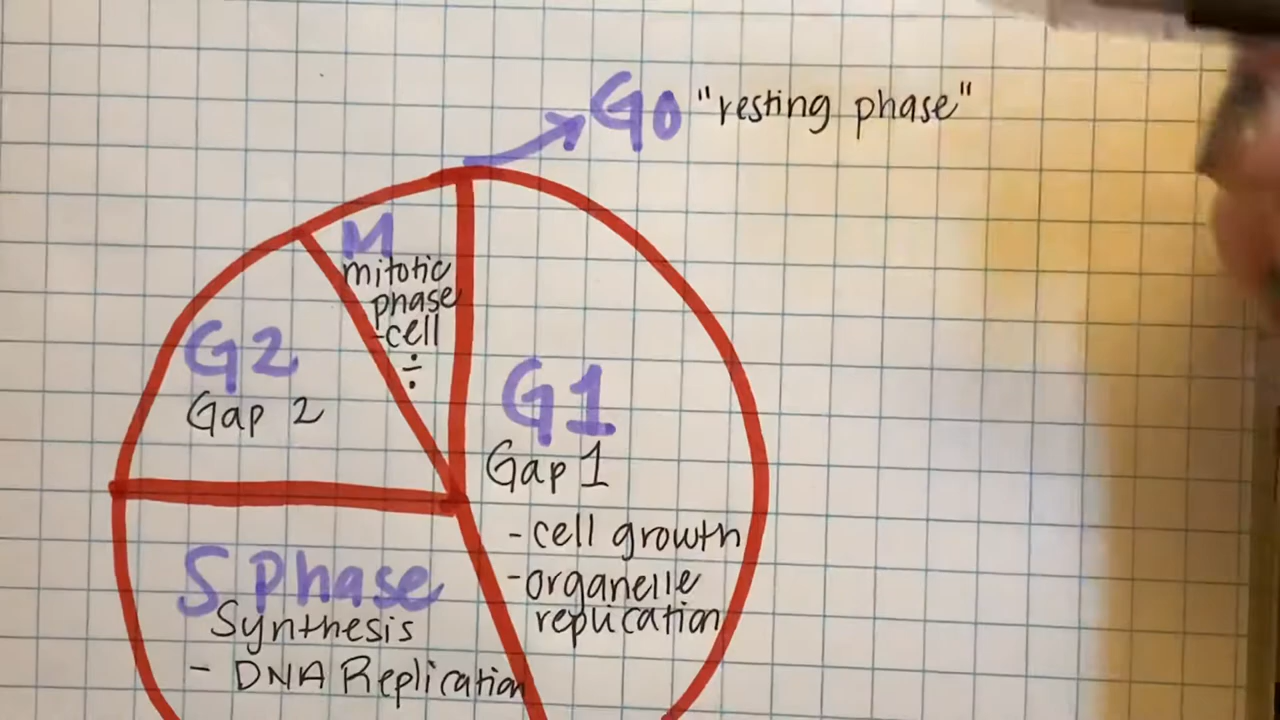 G0 "resting phase"
M
mitotic
phase
-cell
÷
G2
Gap 2
G1
Gap 1
- cell growth
- organelle
replication
S Phase
Synthesis
- DNA Replication